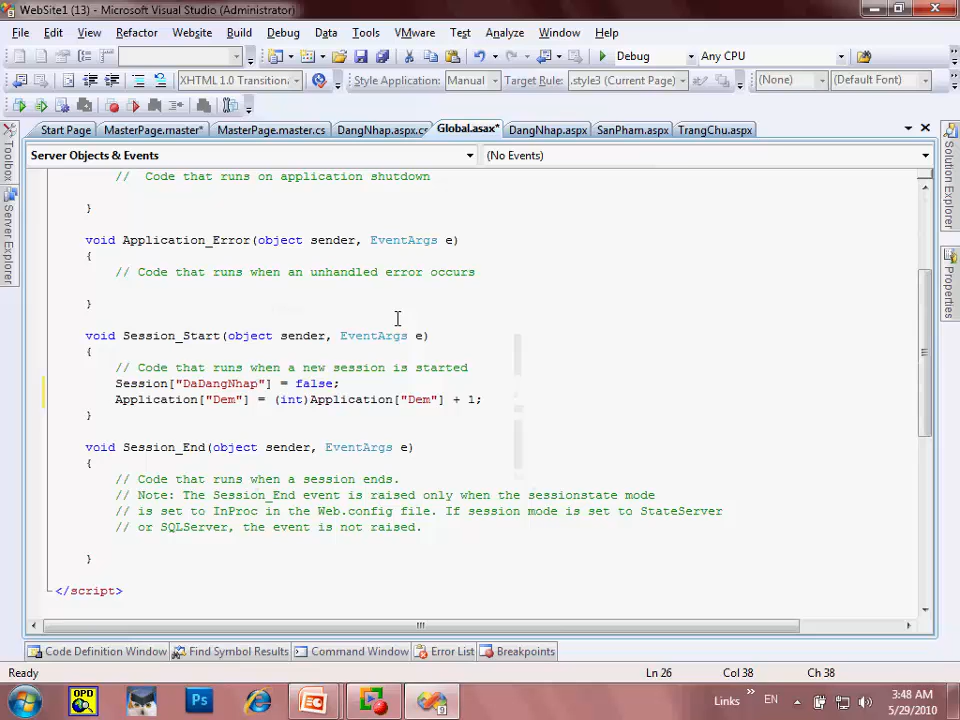 WebSite1 (13) - Microsoft Visual Studio (Administrator)
File Edit View Refactor Website Build Debug Data Tools VMware Test Analyze Window Help
Debug Any CPU
XHTML 1.0 Transition Style Application: Manual Target Rule: .style3 (Current Page) (None) (Default Font)
Start Page MasterPage.master* MasterPage.master.cs DangNhap.aspx.cs Global.asax* DangNhap.aspx SanPham.aspx TrangChu.aspx
Server Objects & Events (No Events)
Toolbox
Server Explorer
Solution Explorer
Properties
// Code that runs on application shutdown
}
void Application_Error(object sender, EventArgs e)
{
// Code that runs when an unhandled error occurs
}
void Session_Start(object sender, EventArgs e)
{
// Code that runs when a new session is started
Session["DaDangNhap"] = false;
Application["Dem"] = (int)Application["Dem"] + 1;
}
void Session_End(object sender, EventArgs e)
{
// Code that runs when a session ends.
// Note: The Session_End event is raised only when the sessionstate mode
// is set to InProc in the Web.config file. If session mode is set to StateServer
// or SQLServer, the event is not raised.
}
</script>
Code Definition Window Find Symbol Results Command Window Error List Breakpoints
Ready Ln 26 Col 38 Ch 38
OPD Ps Links » EN 3:48 AM
5/29/2010